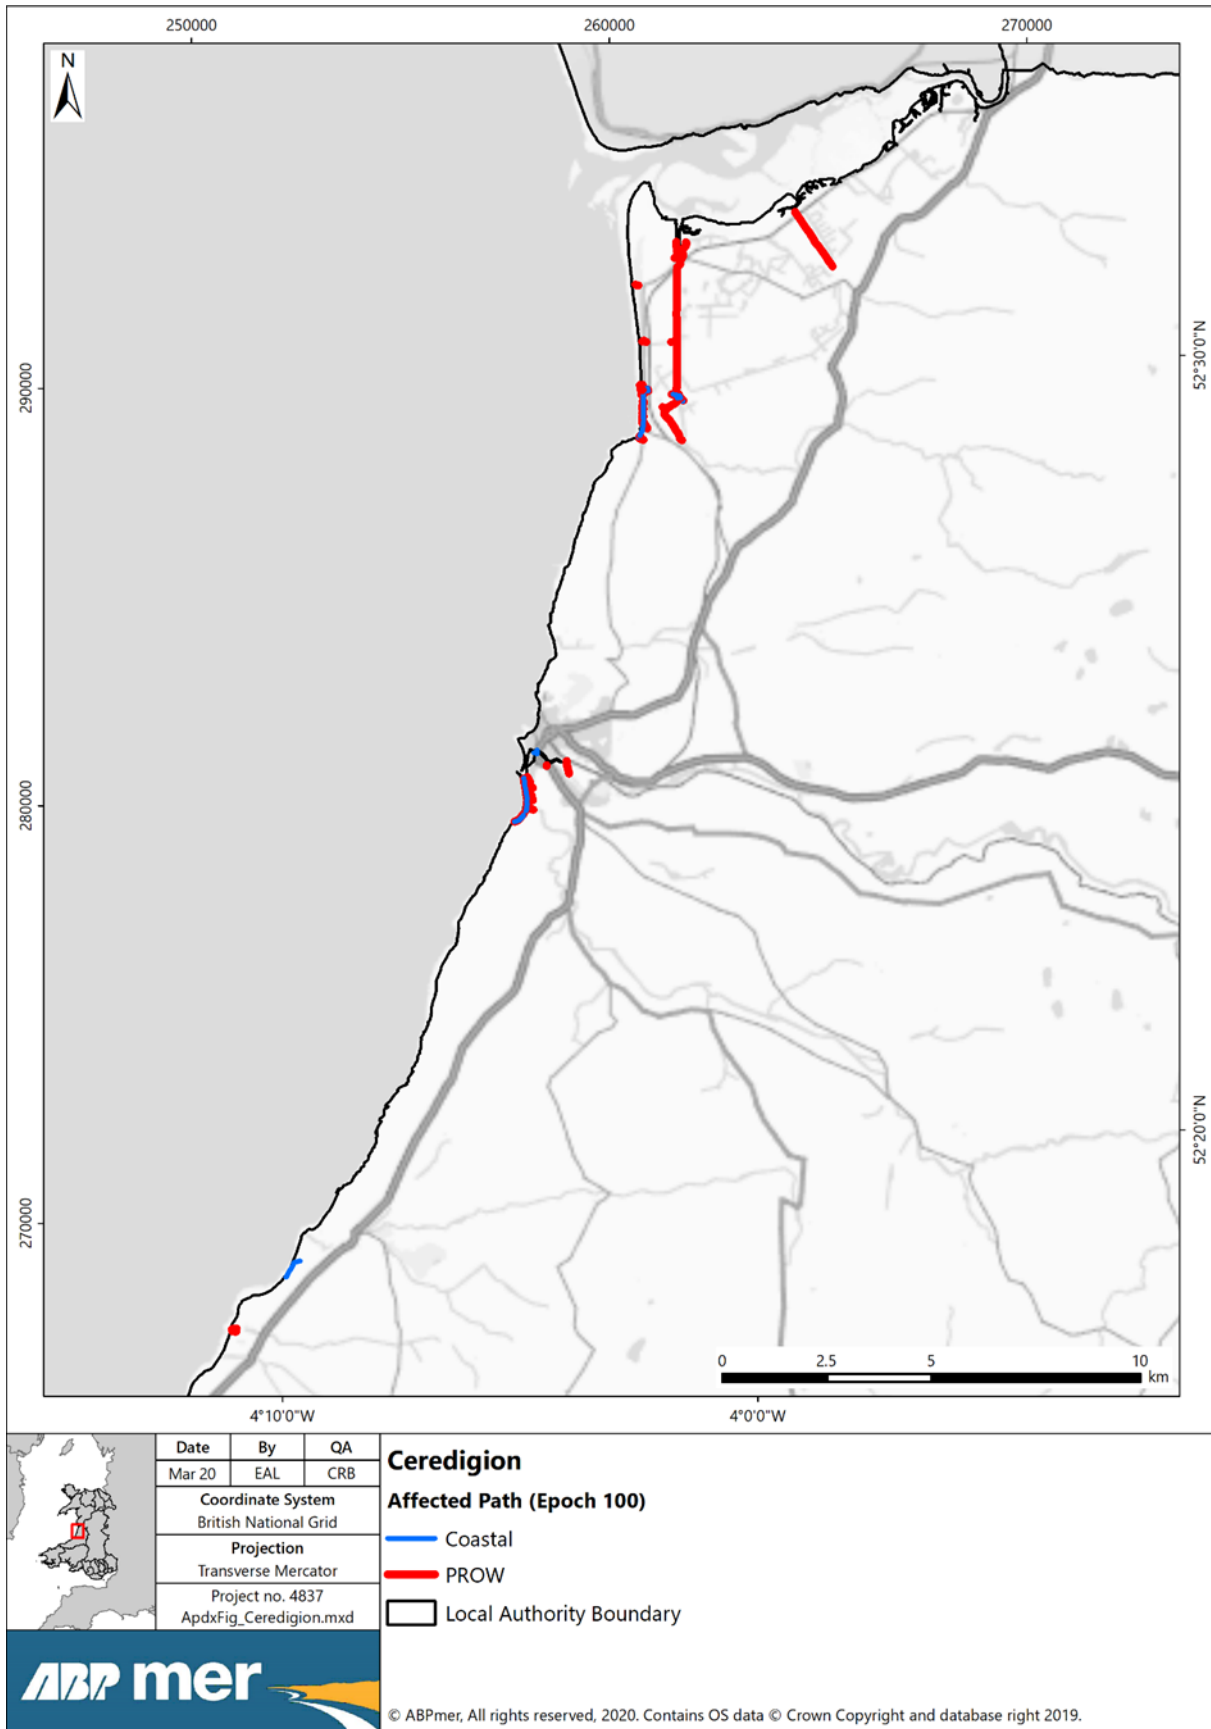 250000
260000
270000
N
290000
52°30'0"N
280000
52°20'0"N
270000
0
2.5
5
10
km
4°10'0"W
4°0'0"W
Date
By
QA
Mar 20
EAL
CRB
Coordinate System
British National Grid
Projection
Transverse Mercator
Project no. 4837
ApdxFig_Ceredigion.mxd
ABP mer
Ceredigion
Affected Path (Epoch 100)
Coastal
PROW
Local Authority Boundary
© ABPmer, All rights reserved, 2020. Contains OS data © Crown Copyright and database right 2019.